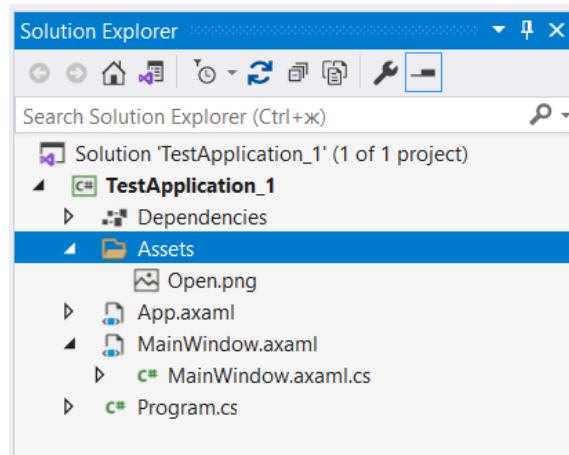 Solution Explorer
Search Solution Explorer (Ctrl+ж)
Solution 'TestApplication_1' (1 of 1 project)
C# TestApplication_1
Dependencies
Assets
Open.png
App.axaml
MainWindow.axaml
C# MainWindow.axaml.cs
C# Program.cs